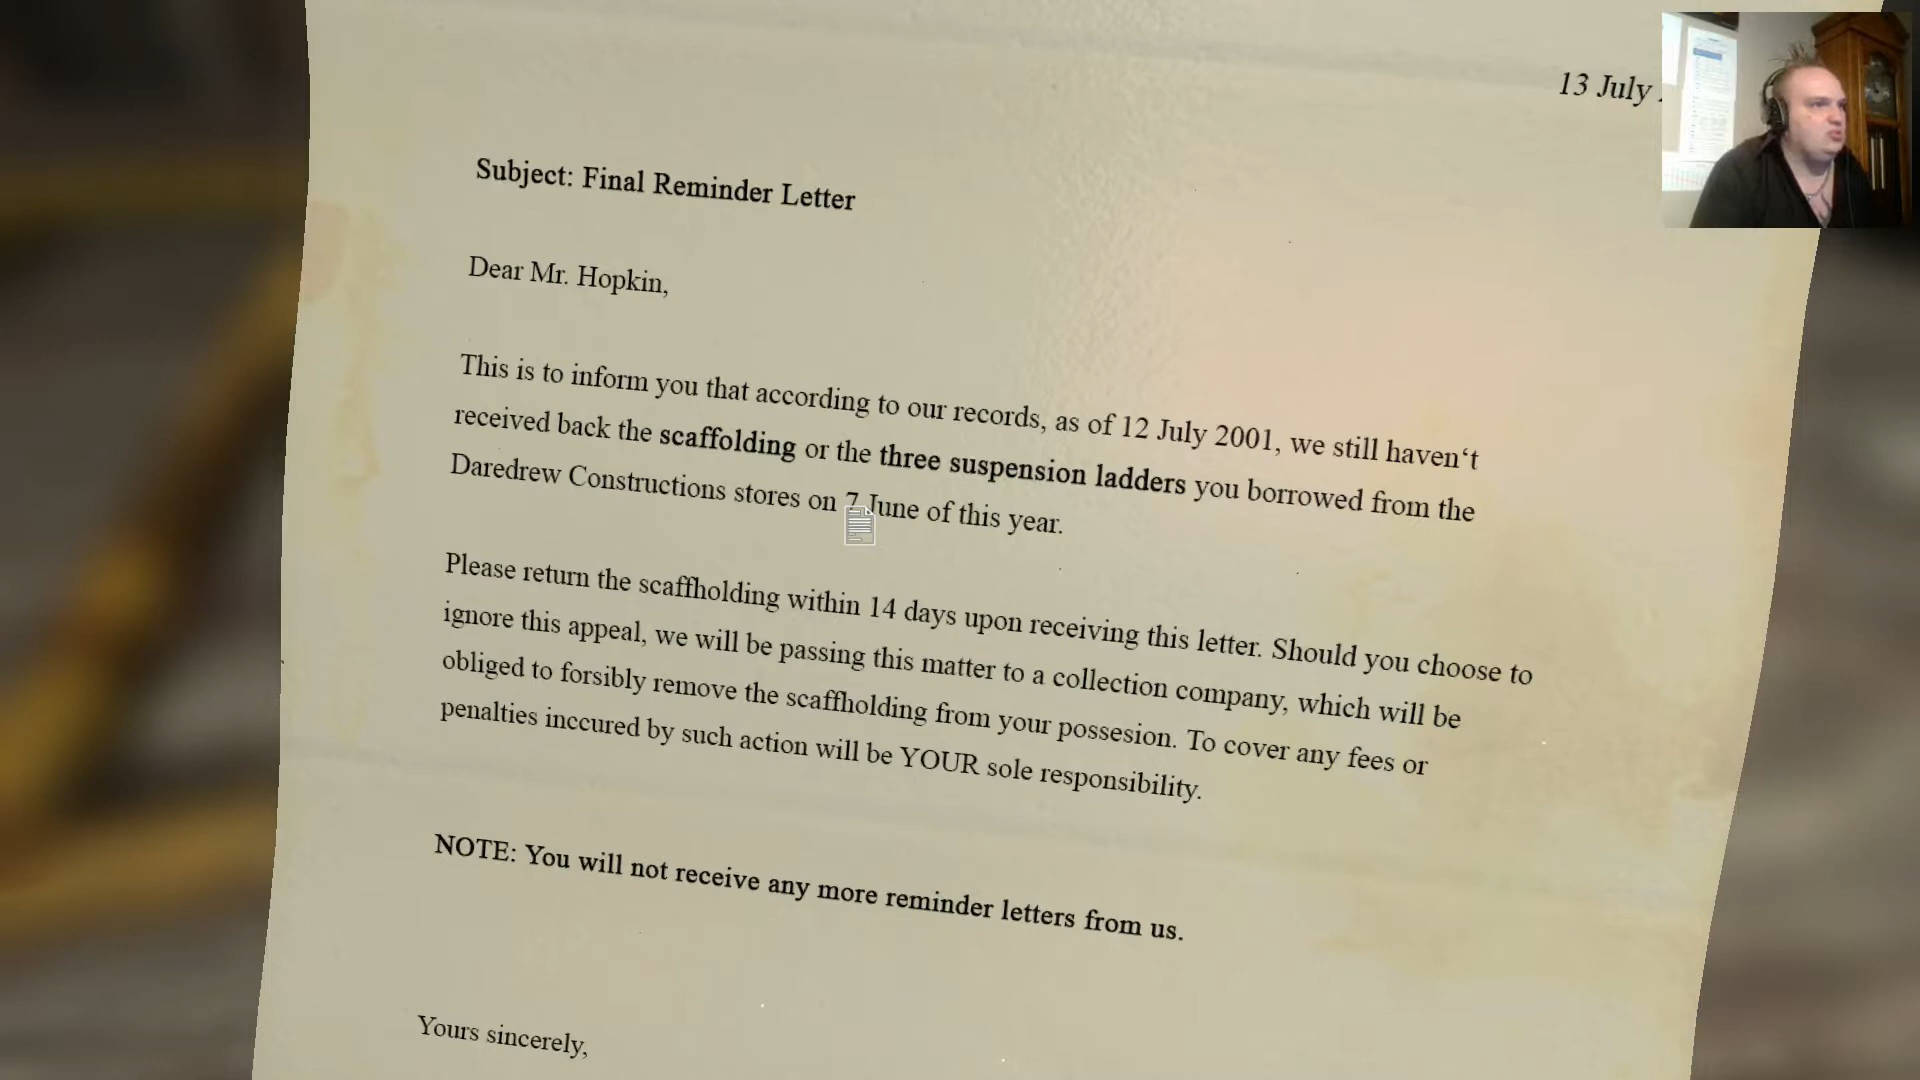 13 July
Subject: Final Reminder Letter
Dear Mr. Hopkin,
This is to inform you that according to our records, as of 12 July 2001, we still haven‘t
received back the scaffolding or the three suspension ladders you borrowed from the
Daredrew Constructions stores on 7 June of this year.
Please return the scaffholding within 14 days upon receiving this letter. Should you choose to
ignore this appeal, we will be passing this matter to a collection company, which will be
obliged to forsibly remove the scaffholding from your possesion. To cover any fees or
penalties inccured by such action will be YOUR sole responsibility.
NOTE: You will not receive any more reminder letters from us.
Yours sincerely,